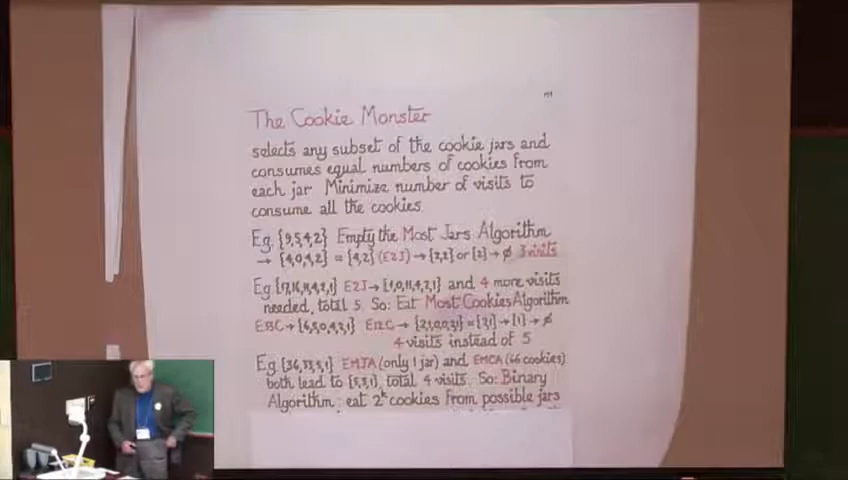 The Cookie Monster
selects any subset of the cookie jars and
consumes equal numbers of cookies from
each jar Minimize number of visits to
consume all the cookies.
Eg. {9,5,4,2} Empty the Most Jars Algorithm
→ {4,0,4,2} = {4,2} (E2J) → {2,2} or {2} → ∅ 3 visits
Eg {17,16,11,4,2,1} E2J → {1,0,11,4,2,1} and 4 more visits
needed, total 5. So: Eat Most Cookies Algorithm
E33C → {6,5,0,4,2,1} E12C → {2,1,0,0,2,1} = {2,1} → {1} → ∅
4 visits instead of 5
Eg {36,33,5,1} EMJA (only 1 jar) and EMCA (66 cookies)
both lead to {5,3,1}, total 4 visits. So: Binary
Algorithm: eat 2ᵏ cookies from possible jars